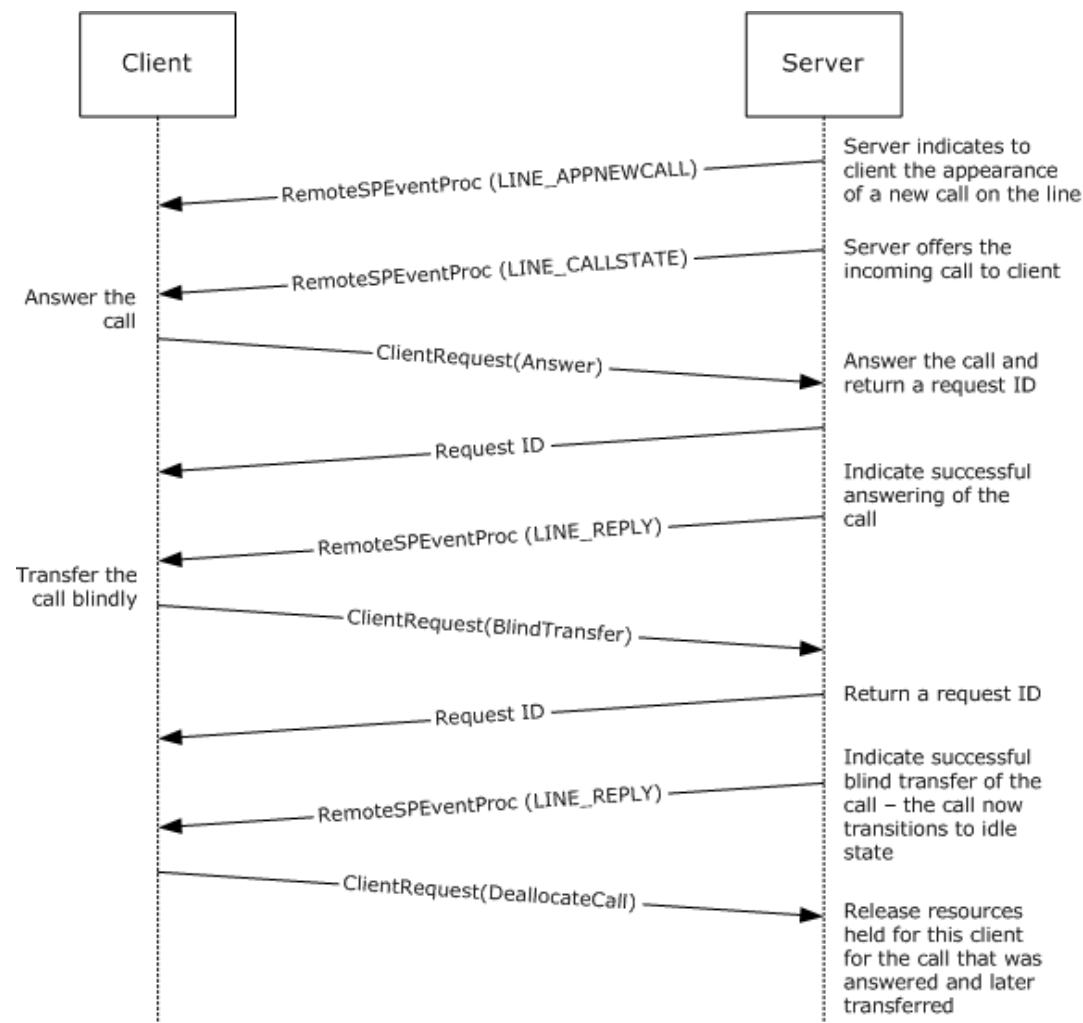 Client
Server
Server indicates to
client the appearance
of a new call on the line
RemoteSPEventProc (LINE_APPNEWCALL)
Server offers the
incoming call to client
RemoteSPEventProc (LINE_CALLSTATE)
Answer the
call
ClientRequest(Answer)
Answer the call and
return a request ID
Request ID
Indicate successful
answering of the
call
RemoteSPEventProc (LINE_REPLY)
Transfer the
call blindly
ClientRequest(BlindTransfer)
Return a request ID
Request ID
Indicate successful
blind transfer of the
call – the call now
transitions to idle
state
RemoteSPEventProc (LINE_REPLY)
ClientRequest(DeallocateCall)
Release resources
held for this client
for the call that was
answered and later
transferred